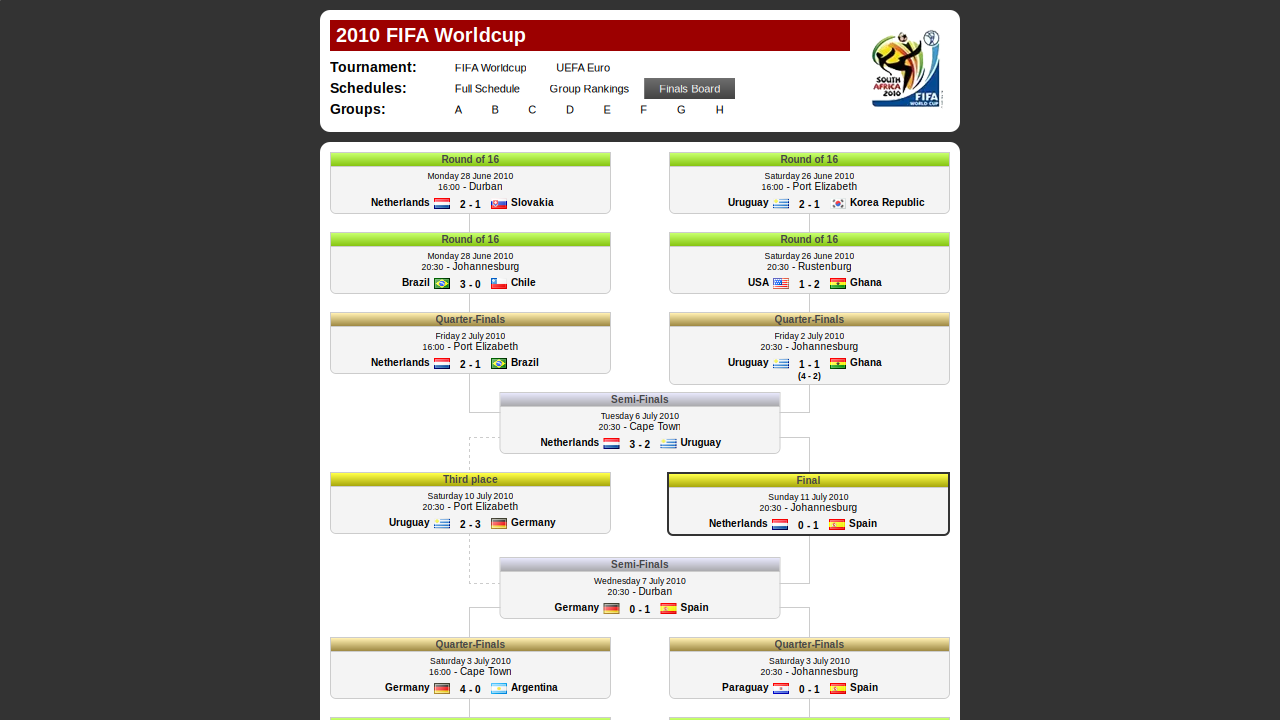 2010 FIFA Worldcup
Tournament: FIFA Worldcup UEFA Euro
Schedules: Full Schedule Group Rankings Finals Board
Groups: A B C D E F G H
SOUTH
AFRICA
2010
FIFA
WORLD CUP
Round of 16
Monday 28 June 2010
16:00 - Durban
Netherlands 2 - 1 Slovakia
Round of 16
Saturday 26 June 2010
16:00 - Port Elizabeth
Uruguay 2 - 1 Korea Republic
Round of 16
Monday 28 June 2010
20:30 - Johannesburg
Brazil 3 - 0 Chile
Round of 16
Saturday 26 June 2010
20:30 - Rustenburg
USA 1 - 2 Ghana
Quarter-Finals
Friday 2 July 2010
16:00 - Port Elizabeth
Netherlands 2 - 1 Brazil
Quarter-Finals
Friday 2 July 2010
20:30 - Johannesburg
Uruguay 1 - 1 Ghana
(4 - 2)
Semi-Finals
Tuesday 6 July 2010
20:30 - Cape Town
Netherlands 3 - 2 Uruguay
Third place
Saturday 10 July 2010
20:30 - Port Elizabeth
Uruguay 2 - 3 Germany
Final
Sunday 11 July 2010
20:30 - Johannesburg
Netherlands 0 - 1 Spain
Semi-Finals
Wednesday 7 July 2010
20:30 - Durban
Germany 0 - 1 Spain
Quarter-Finals
Saturday 3 July 2010
16:00 - Cape Town
Germany 4 - 0 Argentina
Quarter-Finals
Saturday 3 July 2010
20:30 - Johannesburg
Paraguay 0 - 1 Spain